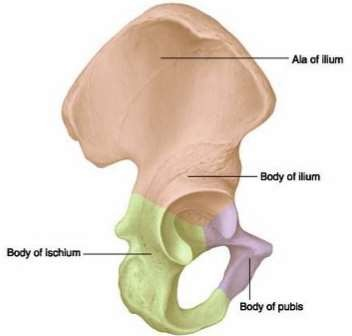 Ala of ilium
Body of ilium
Body of ischium
Body of pubis